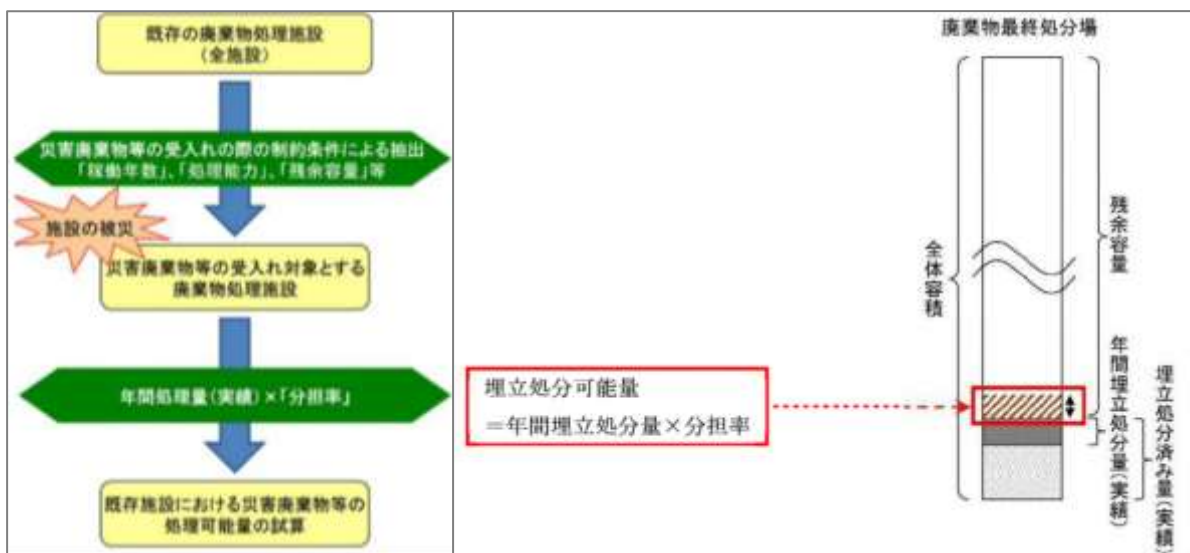 既存の廃棄物処理施設
（全施設）
災害廃棄物等の受入れの際の制約条件による抽出
「稼働年数」、「処理能力」、「残余容量」等
施設の被災
災害廃棄物等の受入れ対象とする
廃棄物処理施設
年間処理量（実績）×「分担率」
既存施設における災害廃棄物等の
処理可能量の試算
廃棄物最終処分場
全体容積
残余容量
埋立処分可能量
＝年間埋立処分量×分担率
年間埋立処分量（実績）
埋立処分済み量（実績）